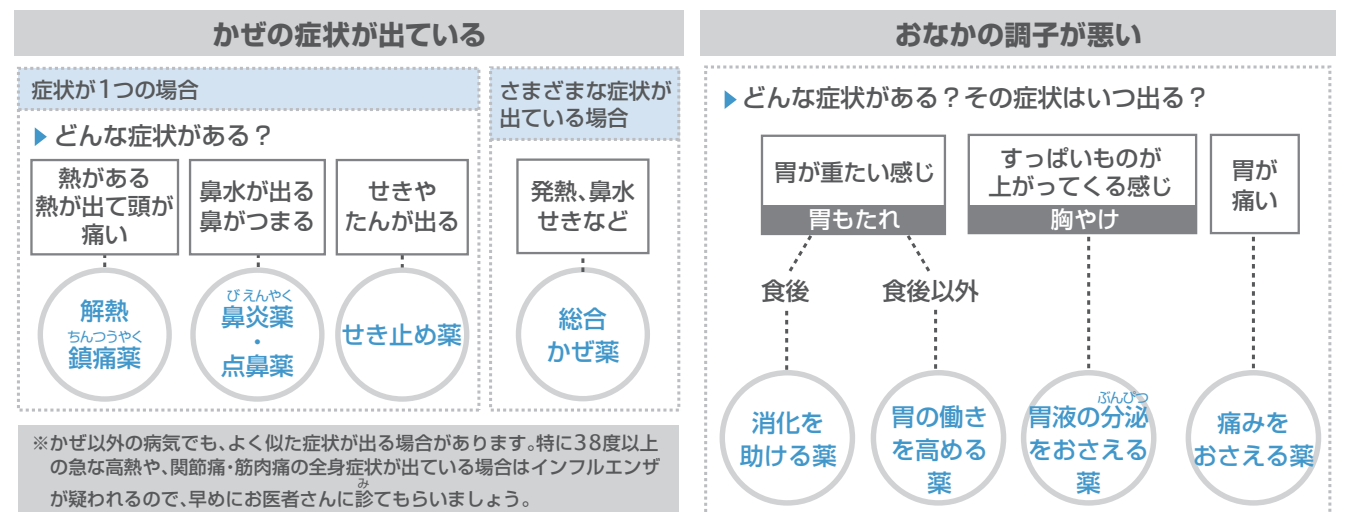 かぜの症状が出ている
症状が1つの場合
▶どんな症状がある？
熱がある
熱が出て頭が
痛い
解熱
ちんつうやく
鎮痛薬
鼻水が出る
鼻がつまる
びえんやく
鼻炎薬
・
点鼻薬
せきや
たんが出る
せき止め薬
さまざまな症状が
出ている場合
発熱、鼻水
せきなど
総合
かぜ薬
※かぜ以外の病気でも、よく似た症状が出る場合があります。特に38度以上
の急な高熱や、関節痛・筋肉痛の全身症状が出ている場合はインフルエンザ
み
が疑われるので、早めにお医者さんに診てもらいましょう。
おなかの調子が悪い
▶どんな症状がある？その症状はいつ出る？
胃が重たい感じ
胃もたれ
食後
消化を
助ける薬
食後以外
胃の働き
を高める
薬
すっぱいものが
上がってくる感じ
胸やけ
ぶんぴつ
胃液の分泌
をおさえる
薬
胃が
痛い
痛みを
おさえる薬